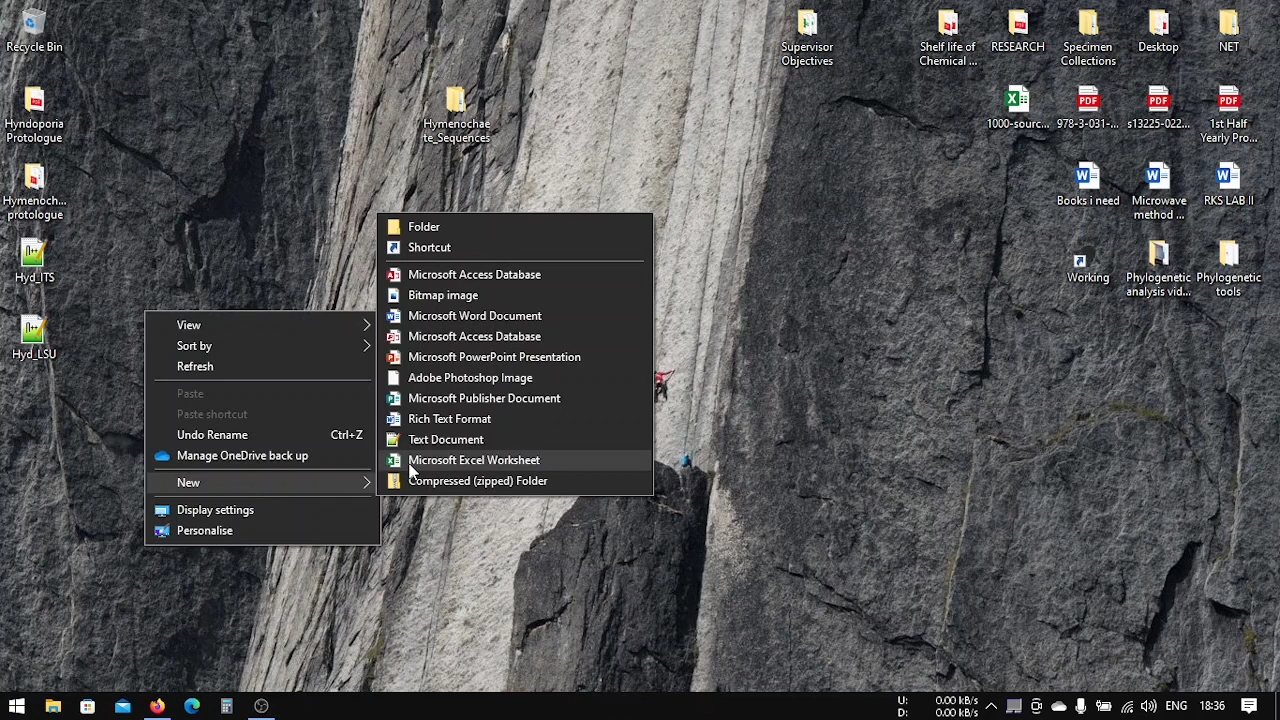 Recycle Bin
Hyndoporia
Protologue
Hymenoch...
protologue
Hyd_ITS
Hyd_LSU
Hymenochae
te_Sequences
Supervisor
Objectives
Shelf life of
Chemical ...
RESEARCH
Specimen
Collections
Desktop
NET
1000-sourc...
PDF
978-3-031-...
PDF
s13225-022...
PDF
1st Half
Yearly Pro...
Books i need
Microwave
method ...
RKS LAB II
Working
Phylogenetic
analysis vid...
Phylogenetic
tools
View
Sort by
Refresh
Paste
Paste shortcut
Undo Rename Ctrl+Z
Manage OneDrive back up
New
Display settings
Personalise
Folder
Shortcut
Microsoft Access Database
Bitmap image
Microsoft Word Document
Microsoft Access Database
Microsoft PowerPoint Presentation
Adobe Photoshop Image
Microsoft Publisher Document
Rich Text Format
Text Document
Microsoft Excel Worksheet
Compressed (zipped) Folder
U: 0.00 kB/s
D: 0.00 kB/s
ENG
18:36